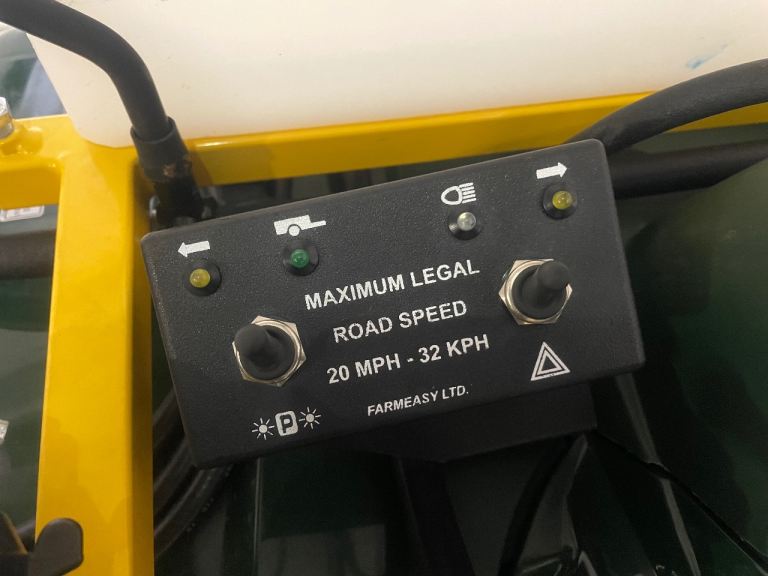 MAXIMUM LEGAL
ROAD SPEED
20 MPH - 32 KPH
FARMEASY LTD.
P